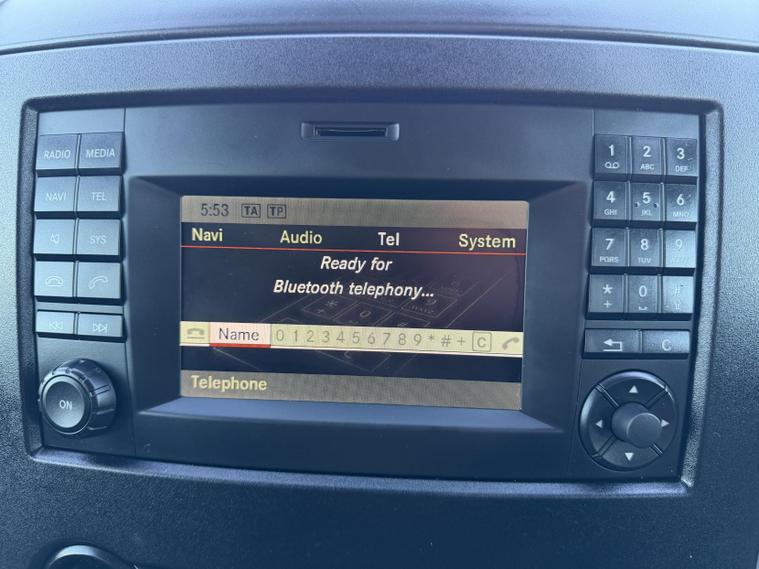 RADIO MEDIA
NAVI TEL
SYS
ON
5:53 TA TP
Navi Audio Tel System
Ready for
Bluetooth telephony...
Name 0 1 2 3 4 5 6 7 8 9 * # + C
Telephone
1 2 ABC 3 DEF
4 GHI 5 JKL 6 MNO
7 PQRS 8 TUV 9
* + 0 #
C